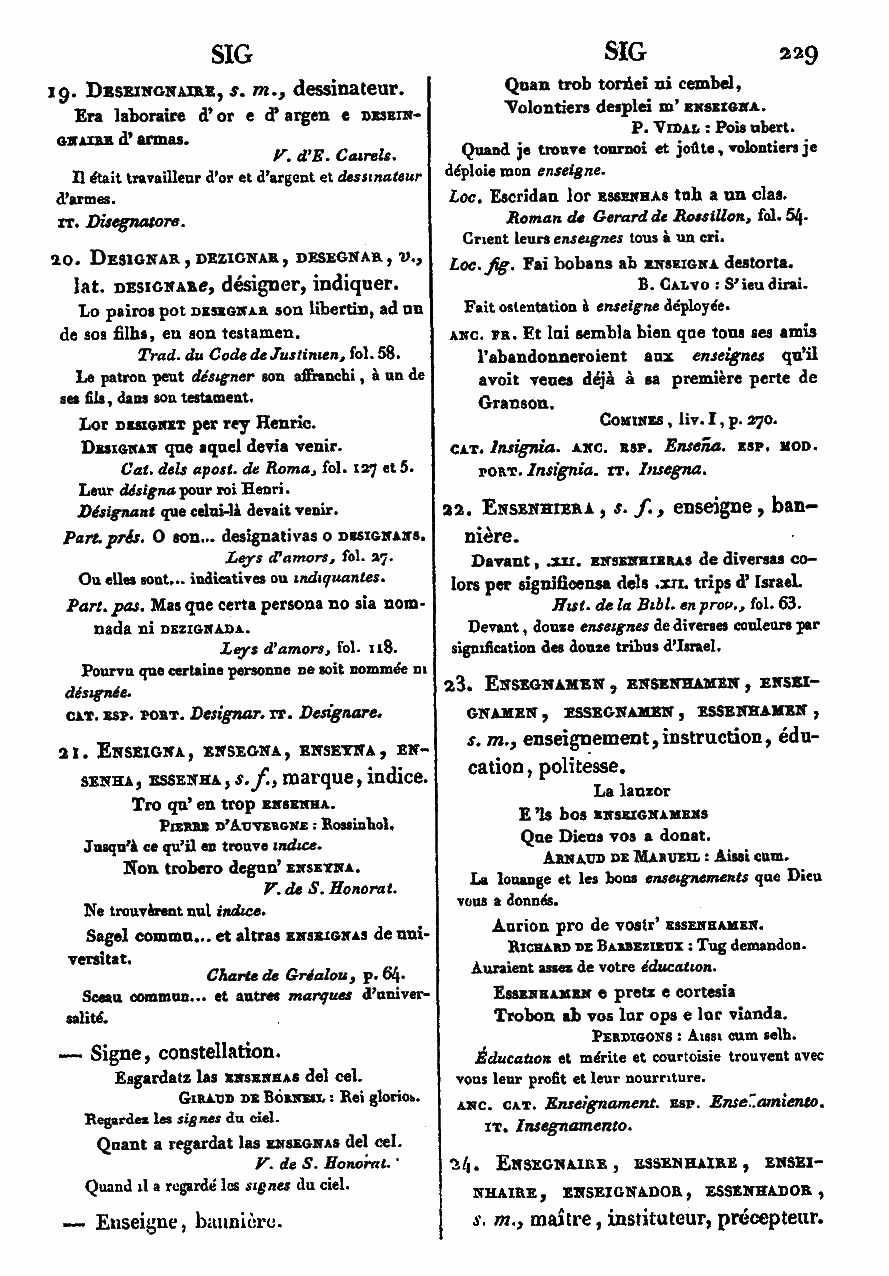 SIG
SIG 229
19. DESEINGNAIRE, s. m., dessinateur.
Era laboraire d'or e d'argen e DESEIN-
GNAIRE d'armas.
V. d'E. Cairels.
Il était travailleur d'or et d'argent et dessinateur
d'armes.
IT. Disegnatore.
20. DESIGNAR, DEZIGNAR, DESEGNAR, v.,
lat. DESIGNARe, désigner, indiquer.
Lo pairos pot DESEGNAR son libertin, ad un
de sos filhs, en son testamen.
Trad. du Code de Justinien, fol. 58.
Le patron peut désigner son affranchi, à un de
ses fils, dans son testament.
Lor DESIGNET per rey Henric.
DESIGNAN que aquel devia venir.
Cat. dels apost. de Roma, fol. 127 et 5.
Leur désigna pour roi Henri.
Désignant que celui-là devait venir.
Part. prés. O son... designativas o DESIGNANS.
Leys d'amors, fol. 27.
Ou elles sont... indicatives ou indiquantes.
Part. pas. Mas que certa persona no sia nom-
nada ni DEZIGNADA.
Leys d'amors, fol. 118.
Pourvu que certaine personne ne soit nommée ni
désignée.
CAT. ESP. PORT. Designar. IT. Designare.
21. ENSEIGNA, ENSEGNA, ENSEYNA, EN-
SENHA, ESSENHA, s. f., marque, indice.
Tro qu'en trop ENSENHA.
PIERRE D'AUVERGNE : Rossinhol.
Jusqu'à ce qu'il en trouve indice.
Non trobero degun' ENSEYNA.
V. de S. Honorat.
Ne trouvèrent nul indice.
Sagel commu... et altras ENSEIGNAS de uni-
versitat.
Charte de Gréalou, p. 64.
Sceau commun... et autres marques d'univer-
salité.
— Signe, constellation.
Esgardatz las ENSENHAS del cel.
GIRAUD DE BORNEIL : Rei glorios.
Regardez les signes du ciel.
Quant a regardat las ENSEGNAS del cel.
V. de S. Honorat.
Quand il a regardé les signes du ciel.
— Enseigne, bannière.
Quan trob tornei ni cembel,
Volontiers desplei m' ENSEIGNA.
P. VIDAL : Pois ubert.
Quand je trouve tournoi et joûte, volontiers je
déploie mon enseigne.
Loc. Escridan lor ESSENHAS tuh a un clas.
Roman de Gerard de Rossillon, fol. 54.
Crient leurs enseignes tous à un cri.
Loc. fig. Fai bobans ab ENSEIGNA destorta.
B. CALVO : S'ieu dirai.
Fait ostentation à enseigne déployée.
ANC. FR. Et lui sembla bien que tous ses amis
l'abandonneroient aux enseignes qu'il
avoit veues déjà à sa première perte de
Granson.
COMINES, liv. I, p. 270.
CAT. Insignia. ANC. ESP. Enseña. ESP. MOD.
PORT. Insignia. IT. Insegna.
22. ENSENHIERA, s. f., enseigne, ban-
nière.
Davant, .XII. ENSENHIERAS de diversas co-
lors per significensa dels .XII. trips d'Israel.
Hist. de la Bibl. en prov., fol. 63.
Devant, douze enseignes de diverses couleurs par
signification des douze tribus d'Israel.
23. ENSEGNAMEN, ENSENHAMEN, ENSEI-
GNAMEN, ESSEGNAMEN, ESSENHAMEN,
s. m., enseignement, instruction, édu-
cation, politesse.
La lauzor
E 'ls bos ENSEIGNAMENS
Que Dieus vos a donat.
ARNAUD DE MARUEIL : Aissi cum.
La louange et les bons enseignements que Dieu
vous a donnés.
Aurion pro de vostr' ESSENHAMEN.
RICHARD DE BARBEZIEUX : Tug demandon.
Auraient assez de votre éducation.
ESSENHAMEN e pretz e cortesia
Trobon ab vos lur ops e lur vianda.
PERDIGONS : Aissi cum selh.
Éducation et mérite et courtoisie trouvent avec
vous leur profit et leur nourriture.
ANC. CAT. Enseignament. ESP. Enseñamiento.
IT. Insegnamento.
24. ENSEGNAIRE, ESSENHAIRE, ENSEI-
NHAIRE, ENSEIGNADOR, ESSENHADOR,
s. m., maître, instituteur, précepteur.